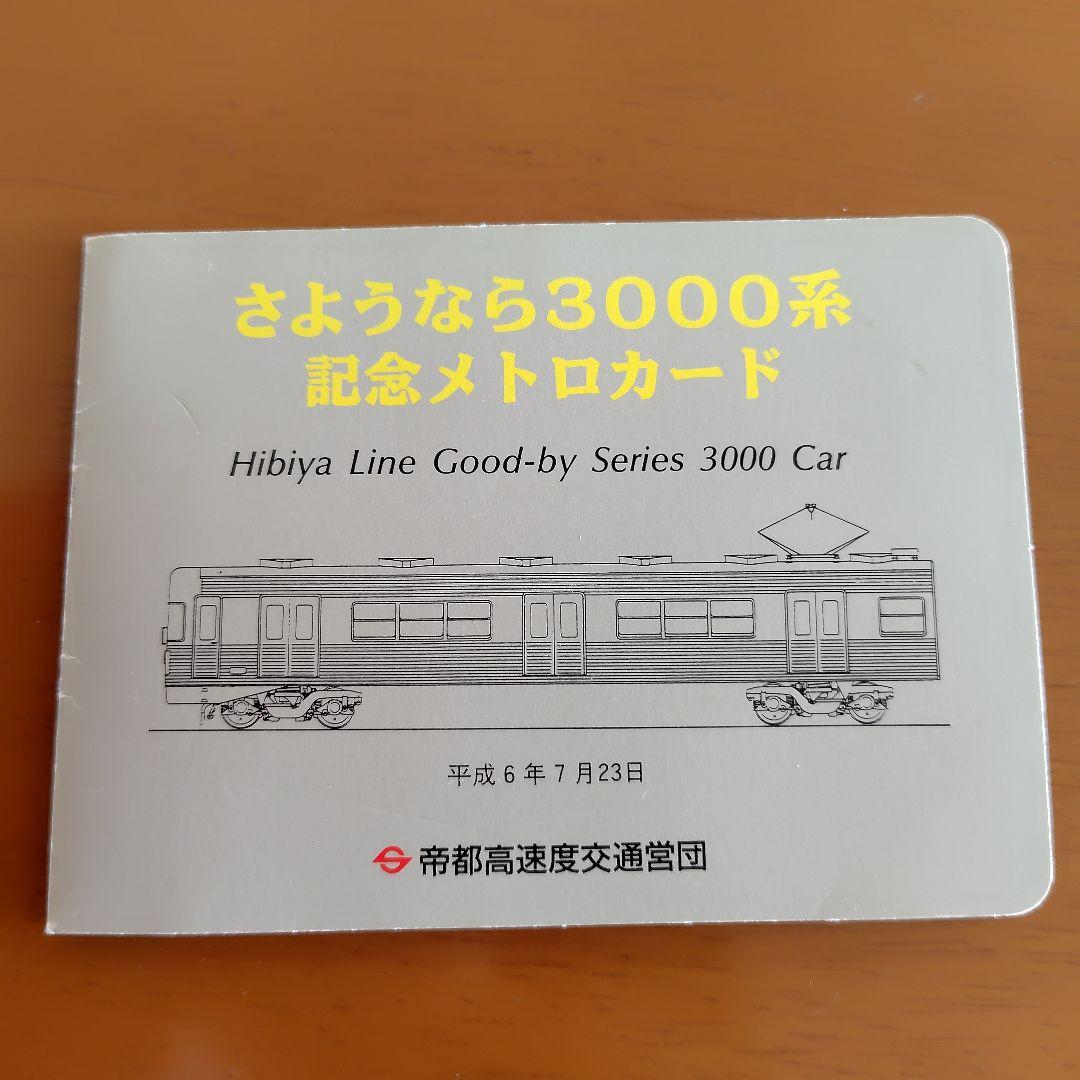 さようなら3000系
記念メトロカード
Hibiya Line Good-by Series 3000 Car
平成6年7月23日
帝都高速度交通営団